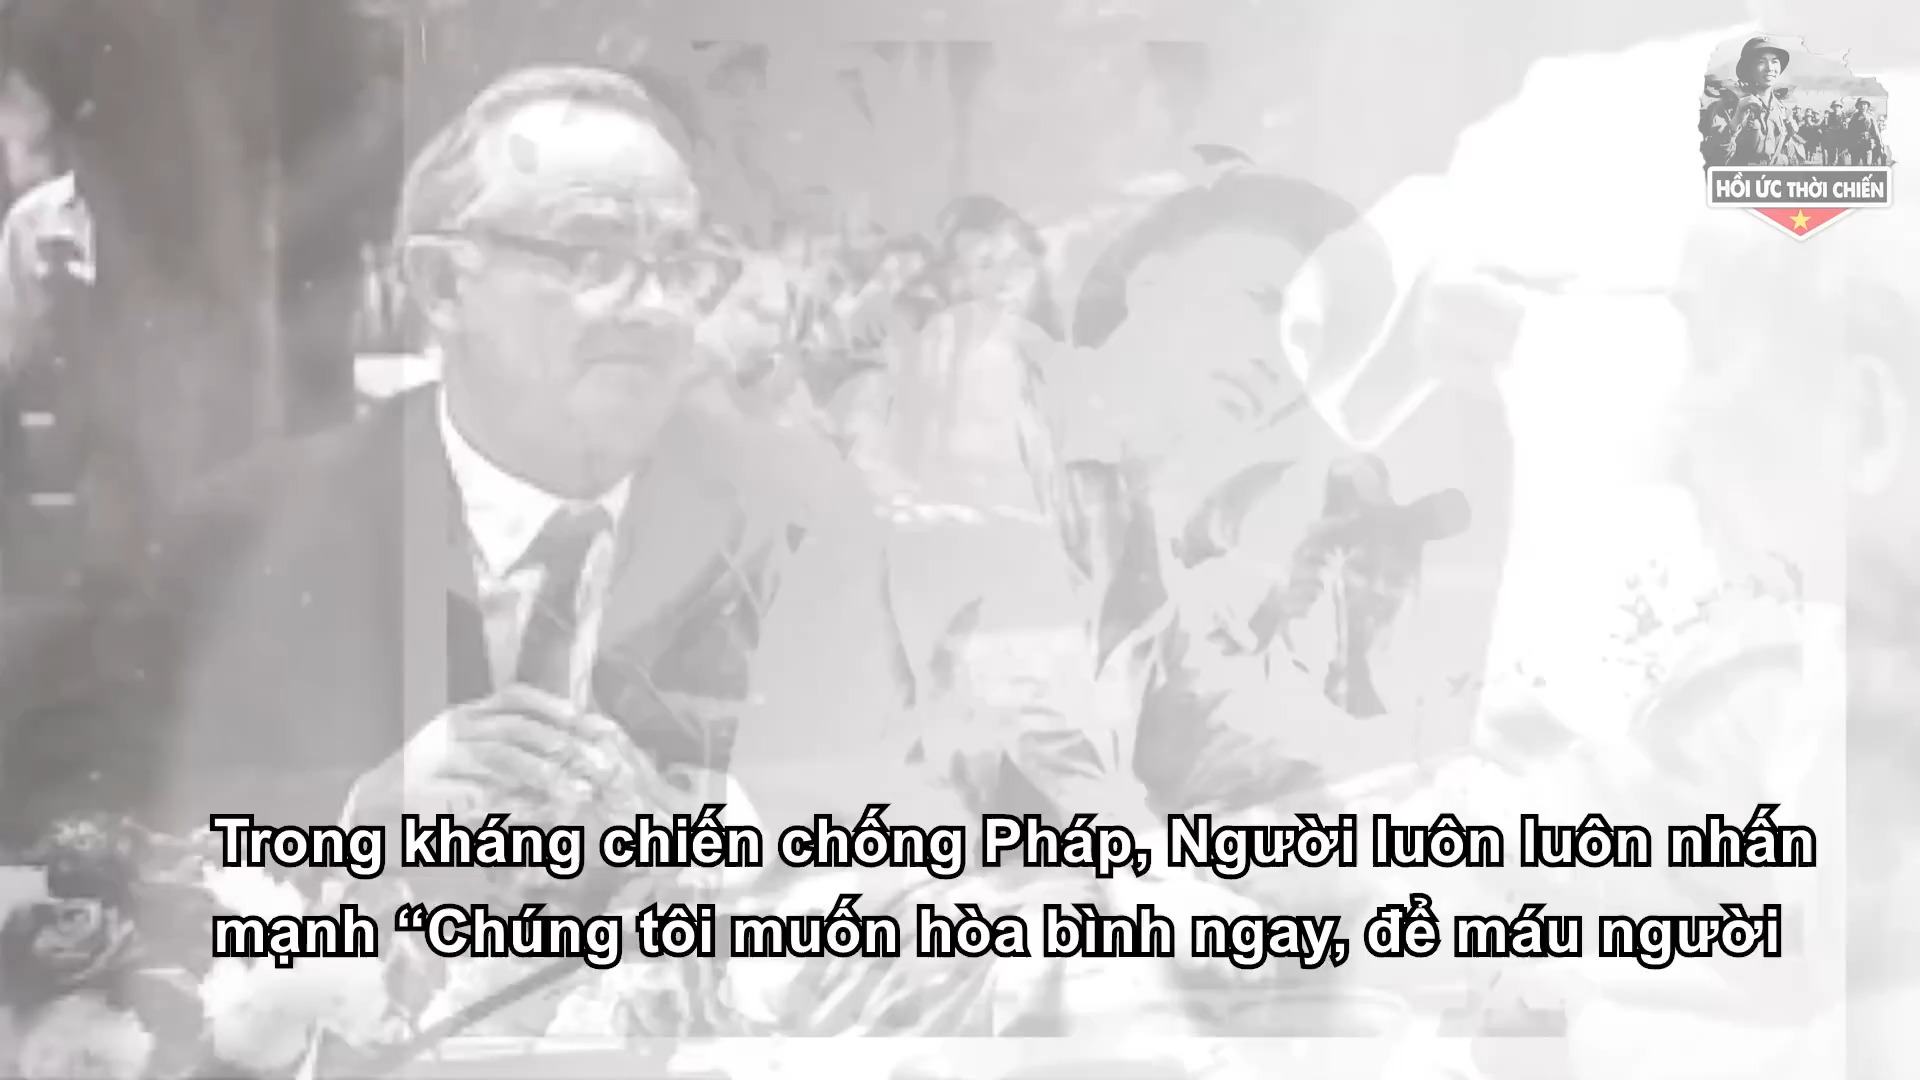 HỒI ỨC THỜI CHIẾN
Trong kháng chiến chống Pháp, Người luôn luôn nhấn
mạnh “Chúng tôi muốn hòa bình ngay, để máu người